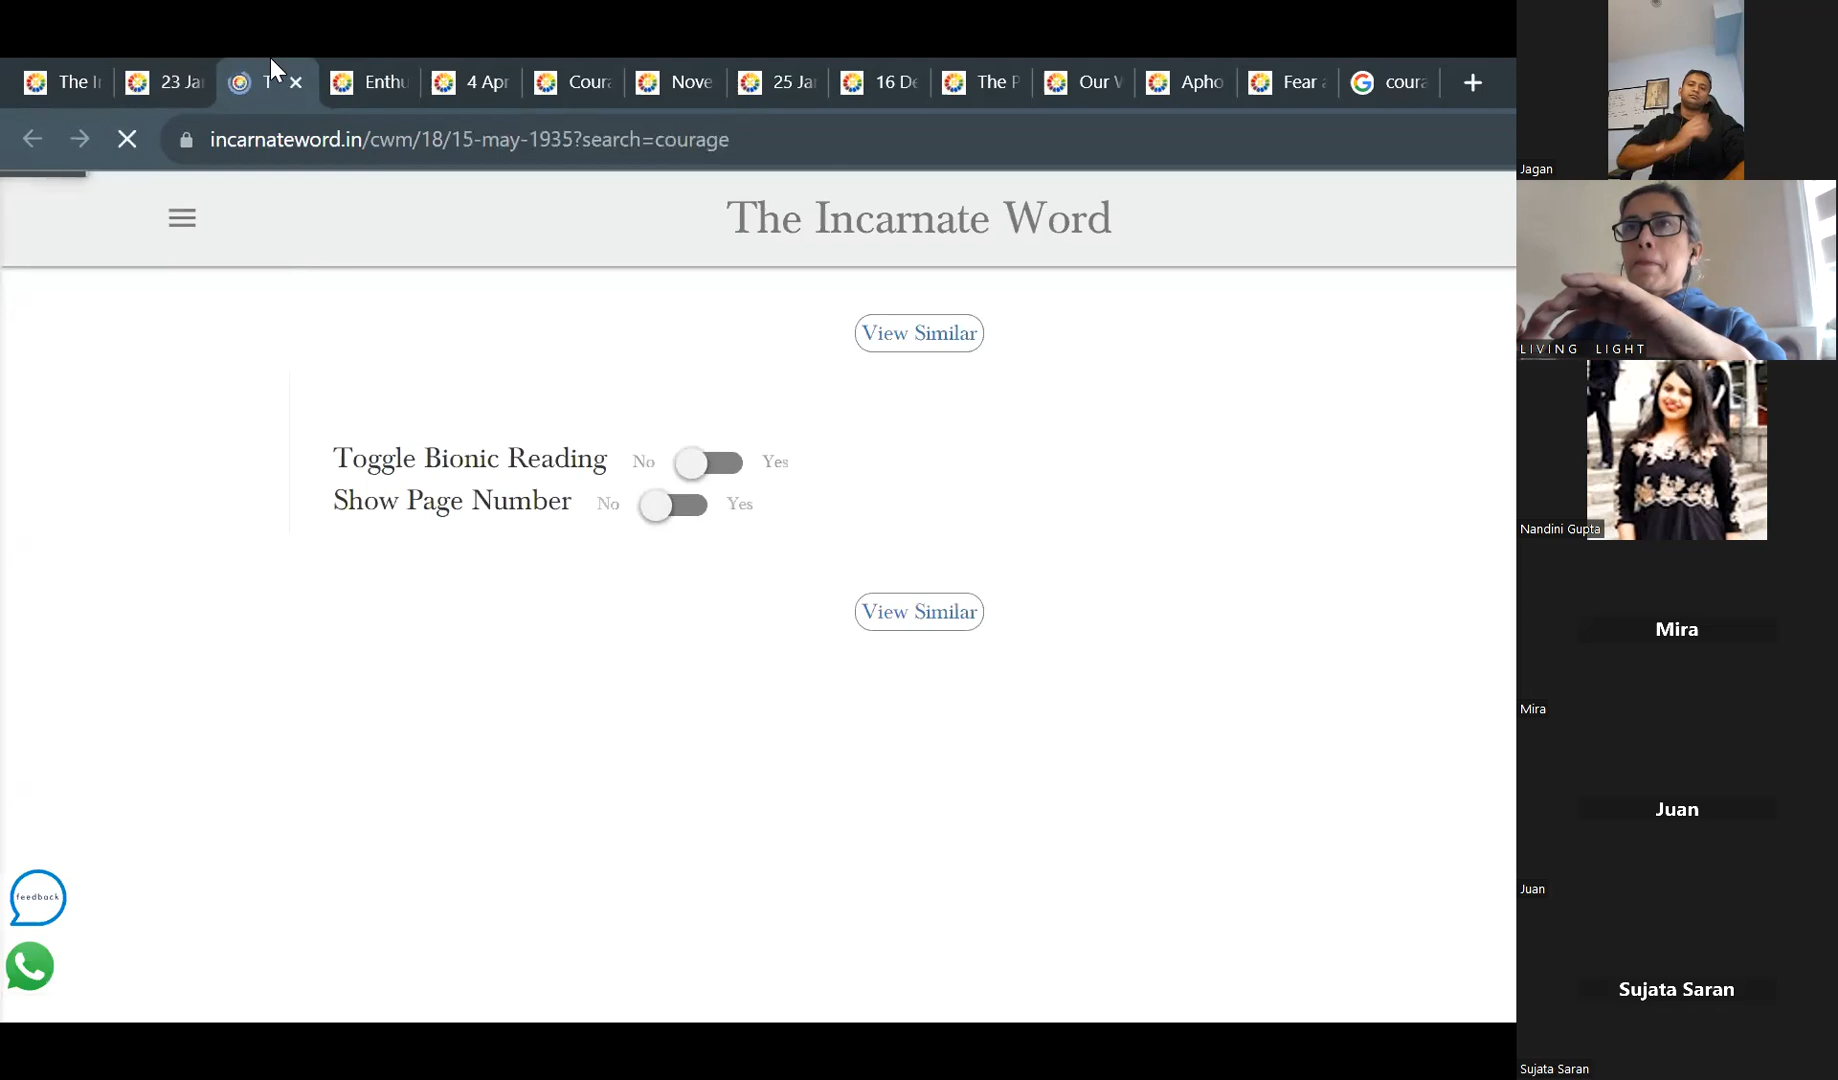 The I
23 Ja
T
Enthu
4 Apr
Coura
Nove
25 Ja
16 De
The P
Our V
Apho
Fear a
coura
incarnateword.in/cwm/18/15-may-1935?search=courage
The Incarnate Word
View Similar
Toggle Bionic Reading No Yes
Show Page Number No Yes
View Similar
feedback
Jagan
LIVING LIGHT
Nandini Gupta
Mira
Mira
Juan
Juan
Sujata Saran
Sujata Saran